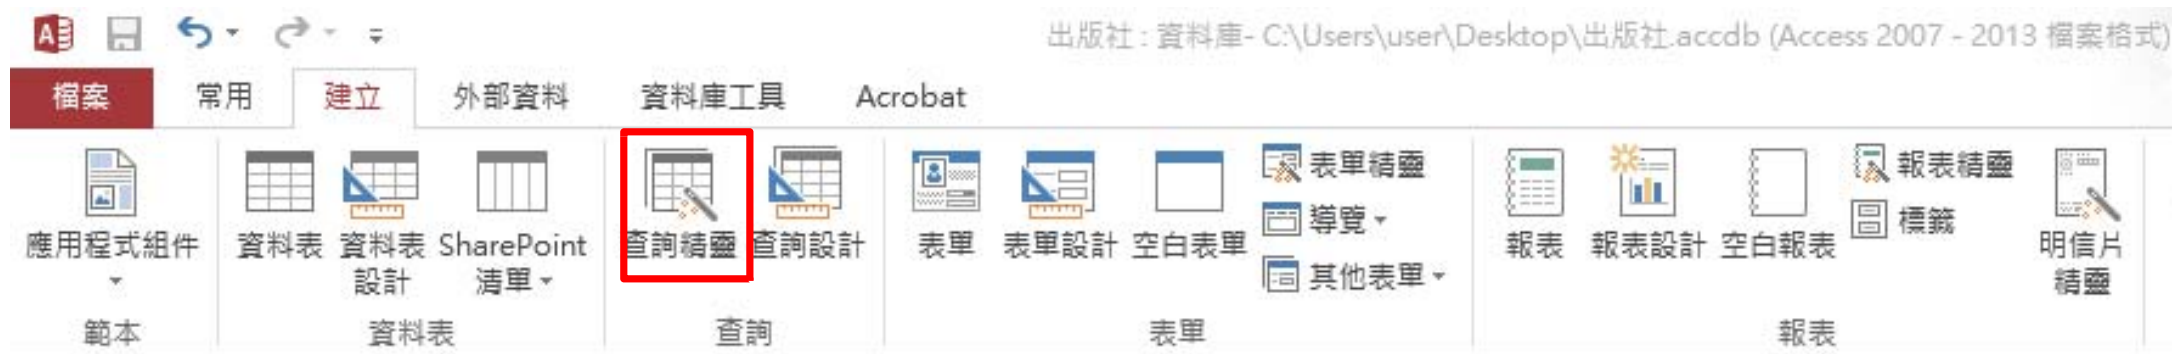 出版社 : 資料庫- C:\Users\user\Desktop\出版社.accdb (Access 2007 - 2013 檔案格式)
檔案 常用 建立 外部資料 資料庫工具 Acrobat
應用程式組件
資料表
資料表
設計
SharePoint
清單
查詢精靈
查詢設計
表單
表單設計
空白表單
表單精靈
導覽
其他表單
報表
報表設計
空白報表
報表精靈
標籤
明信片
精靈
範本 資料表 查詢 表單 報表